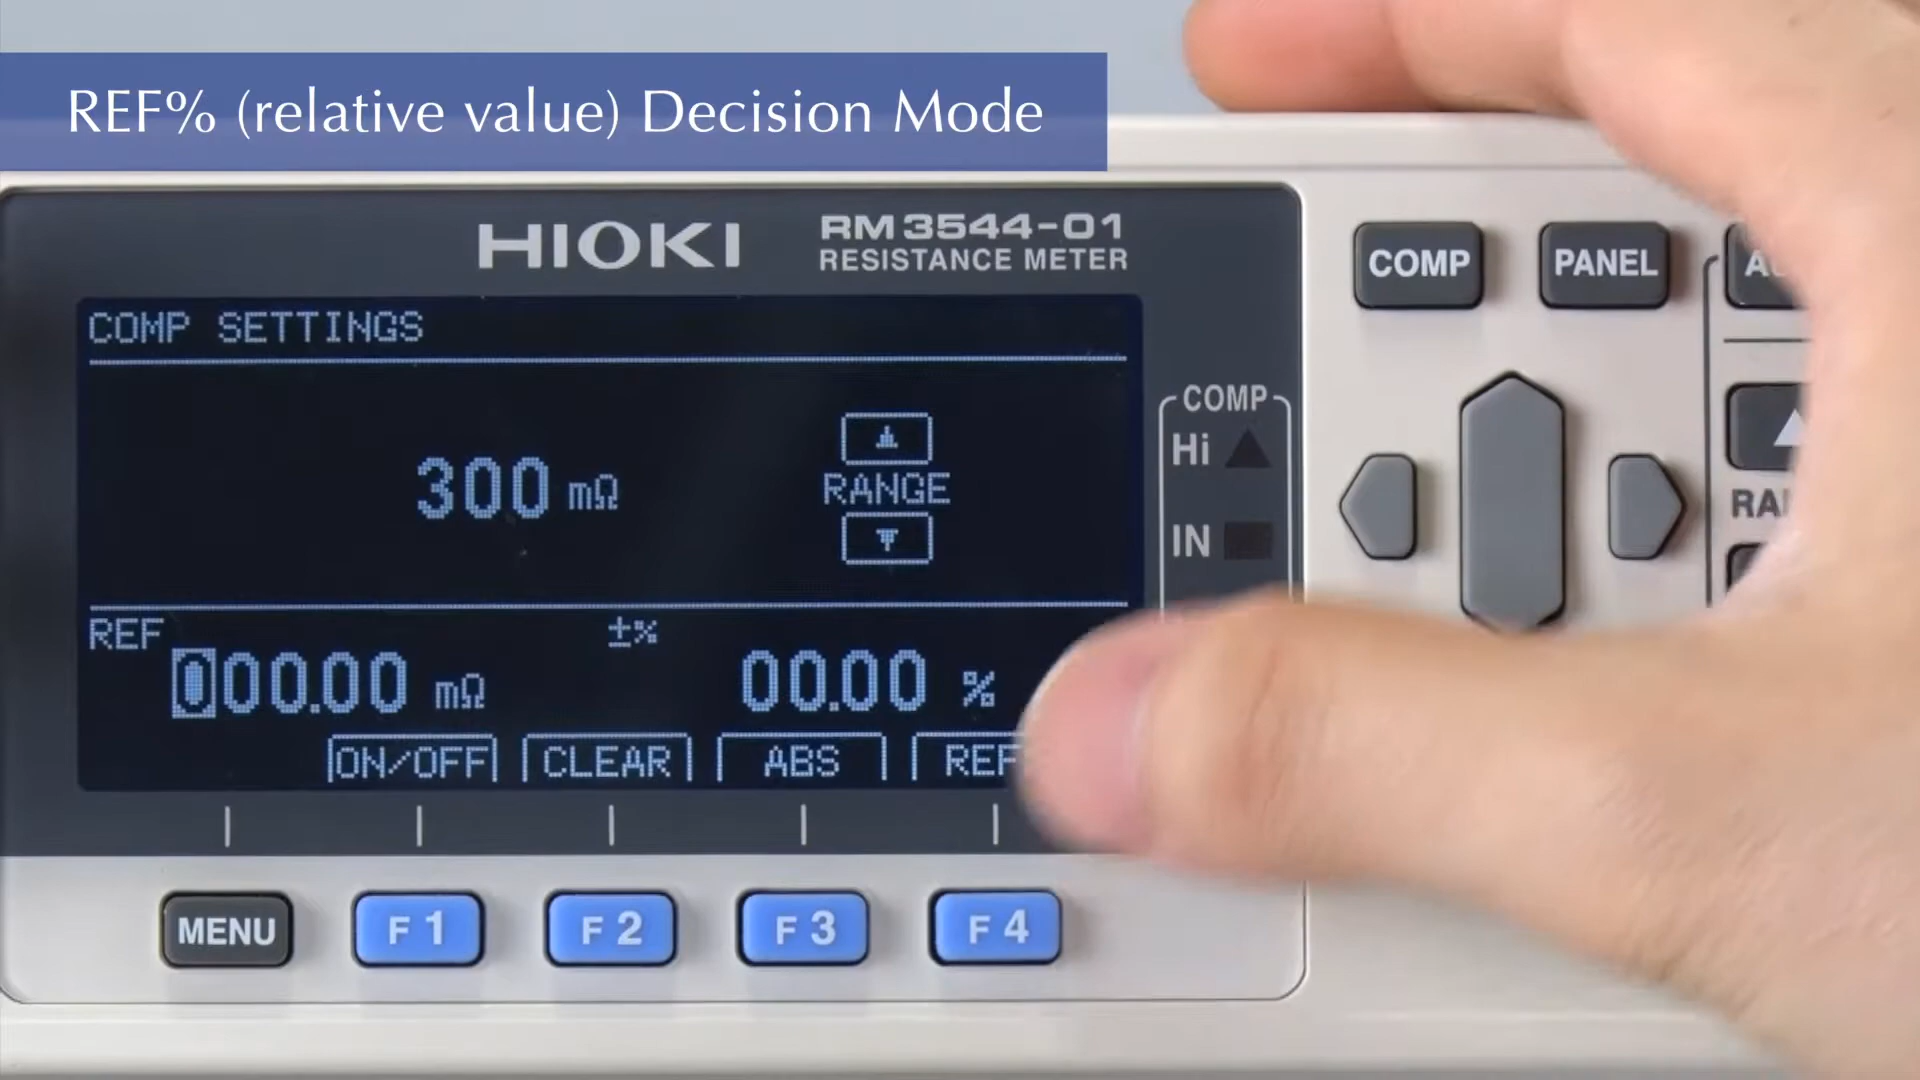 REF% (relative value) Decision Mode
HIOKI
RM3544-01
RESISTANCE METER
COMP
PANEL
COMP SETTINGS
COMP
Hi
300 mΩ
RANGE
IN
REF
±%
000.00 mΩ
00.00 %
ON/OFF
CLEAR
ABS
REF
MENU
F1
F2
F3
F4